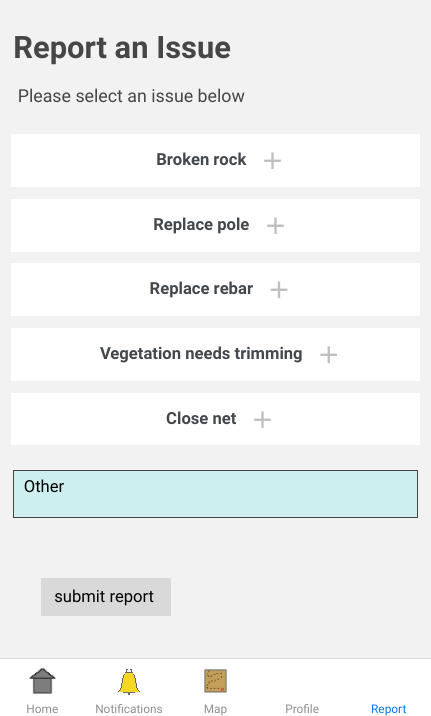 Report an Issue
Please select an issue below
Broken rock +
Replace pole +
Replace rebar +
Vegetation needs trimming +
Close net +
Other
submit report
Home Notifications Map Profile Report